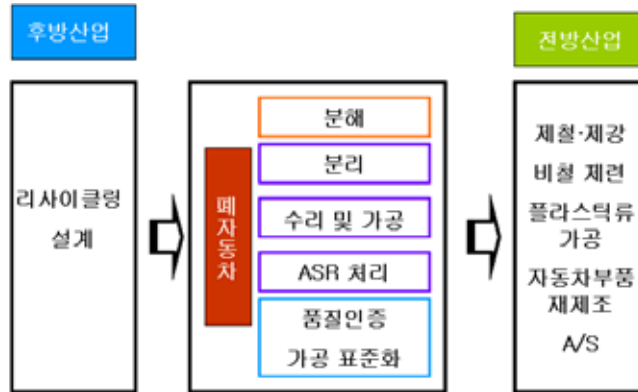 후방산업
전방산업
리사이클링
설계
폐자동차
분해
분리
수리 및 가공
ASR 처리
품질인증
가공 표준화
제철·제강
비철 제련
플라스틱류
가공
자동차부품
재제조
A/S